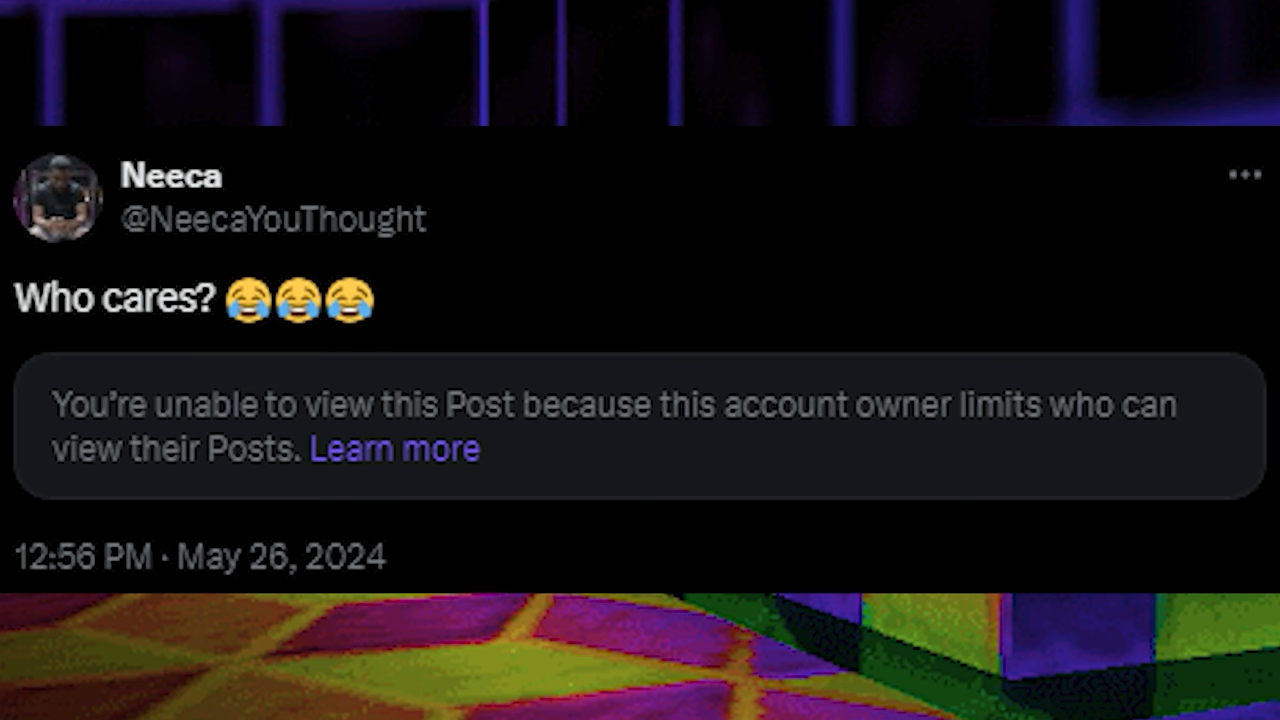 Neeca
@NeecaYouThought
Who cares? 😂😂😂
You're unable to view this Post because this account owner limits who can
view their Posts. Learn more
12:56 PM · May 26, 2024